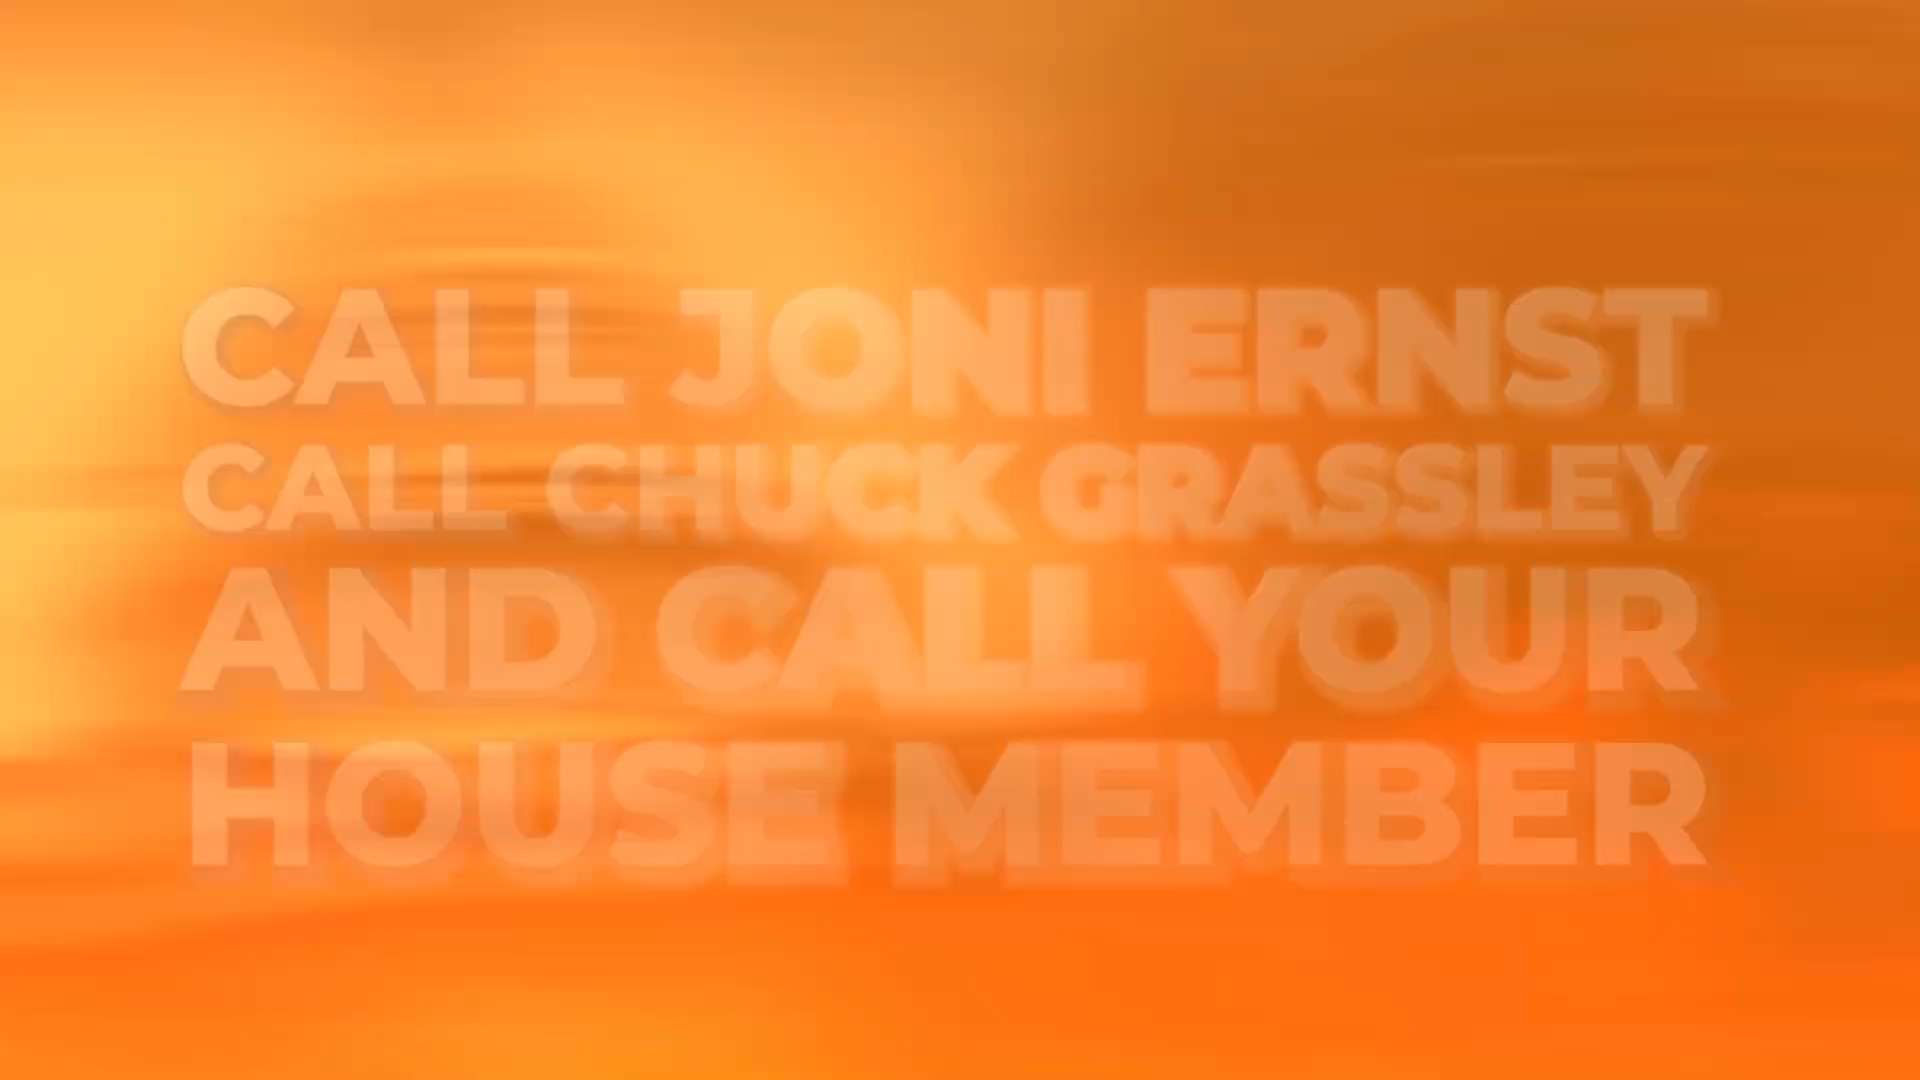 CALL JONI ERNST
CALL CHUCK GRASSLEY
AND CALL YOUR
HOUSE MEMBER